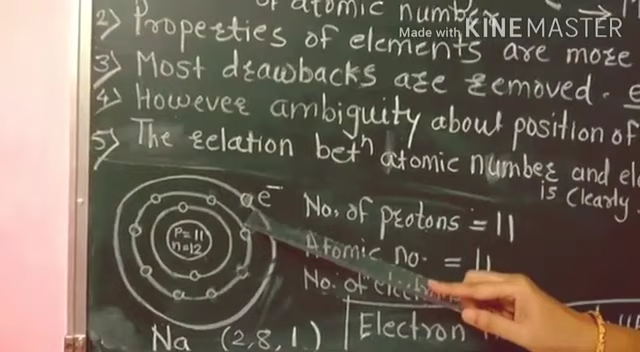 of atomic number
Made with KINEMASTER
2) Properties of elements are more
3) Most drawbacks are removed.
4) However ambiguity about position of
5) The relation betn atomic number and
is clearly
e⁻
P=11
n=12
No. of protons = 11
Atomic no. = 11
No. of
Na (2,8,1)
Electron